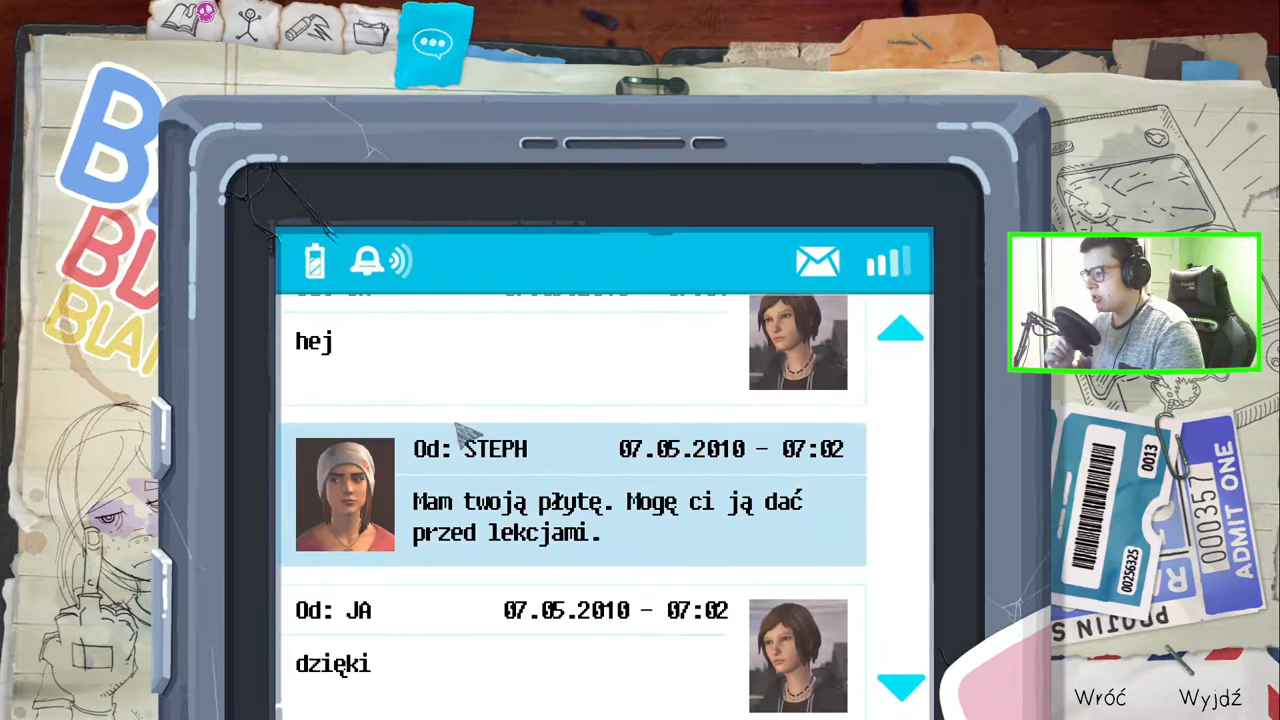 hej
Od: STEPH 07.05.2010 - 07:02
Mam twoją płytę. Mogę ci ją dać
przed lekcjami.
Od: JA 07.05.2010 - 07:02
dzięki
0013
00256325
000357
ADMIT ONE
Wróć Wyjdź